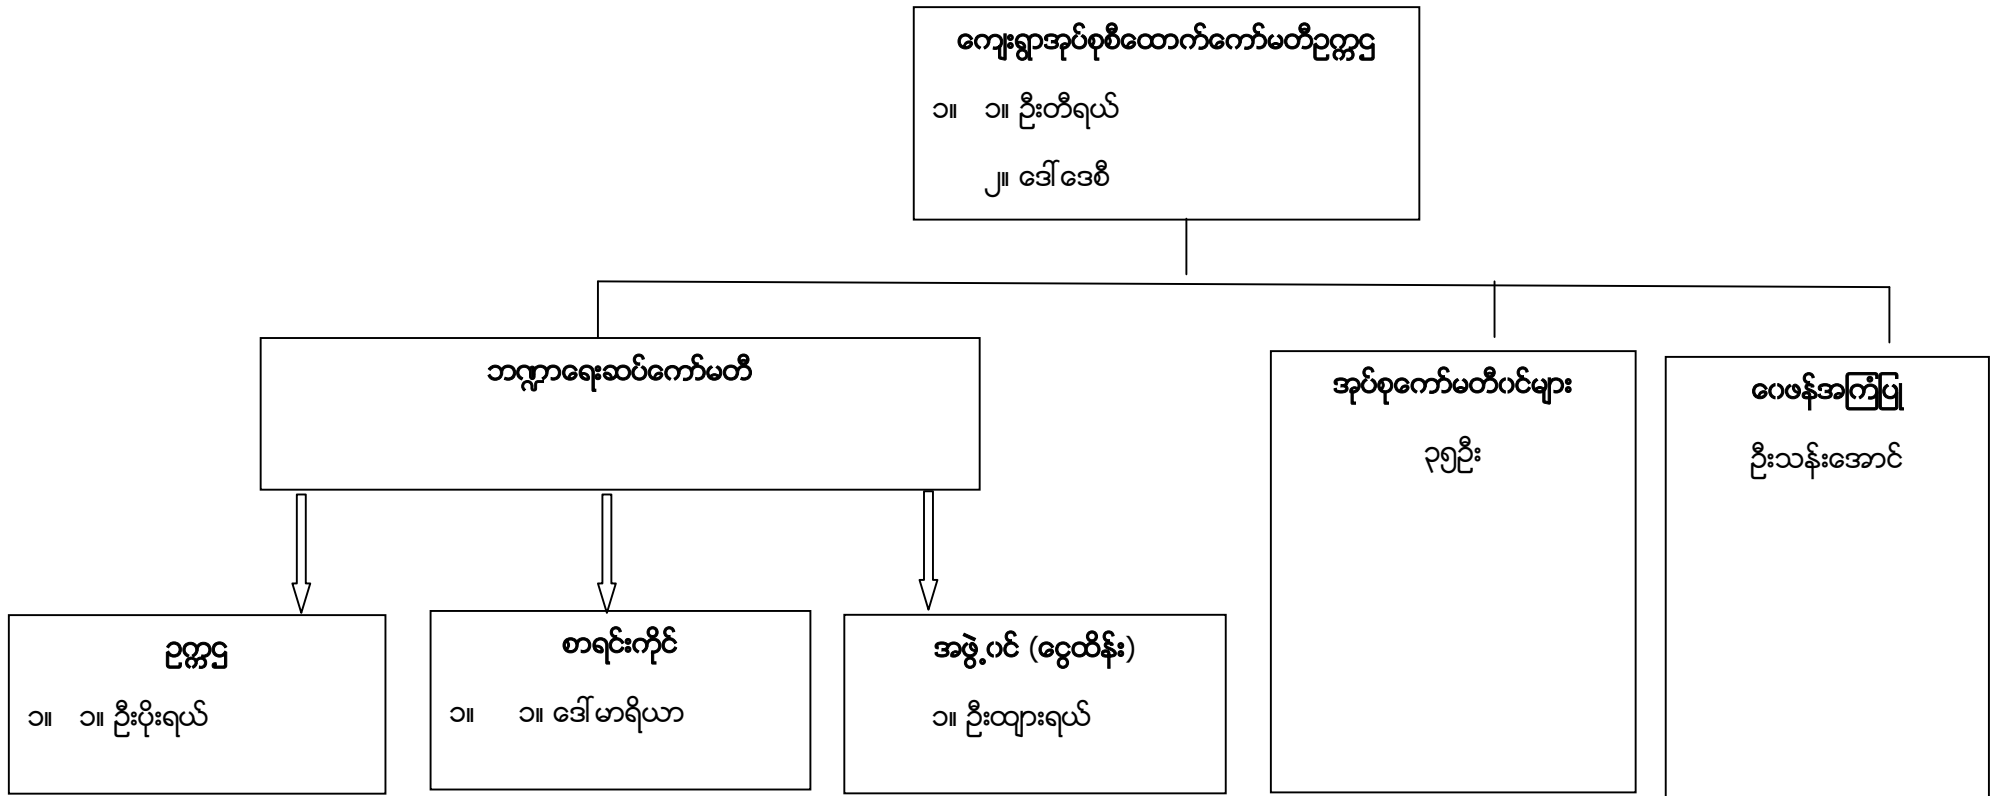 ကျေးရွာအုပ်စုစီထောက်ကော်မတီဥက္ကဌ
၁။ ၁။ ဦးတီရယ်
၂။ ဒေါ်ဒေစီ
ဘဏ္ဍာရေးဆပ်ကော်မတီ
အုပ်စုကော်မတီဝင်များ
၃၅ဦး
ဝေဖန်အကြံပြု
ဦးသန်းအောင်
ဥက္ကဌ
၁။ ၁။ ဦးပိုးရယ်
စာရင်းကိုင်
၁။ ၁။ ဒေါ်မာရိယာ
အဖွဲ့ဝင် (ငွေထိန်း)
၁။ ဦးထျားရယ်